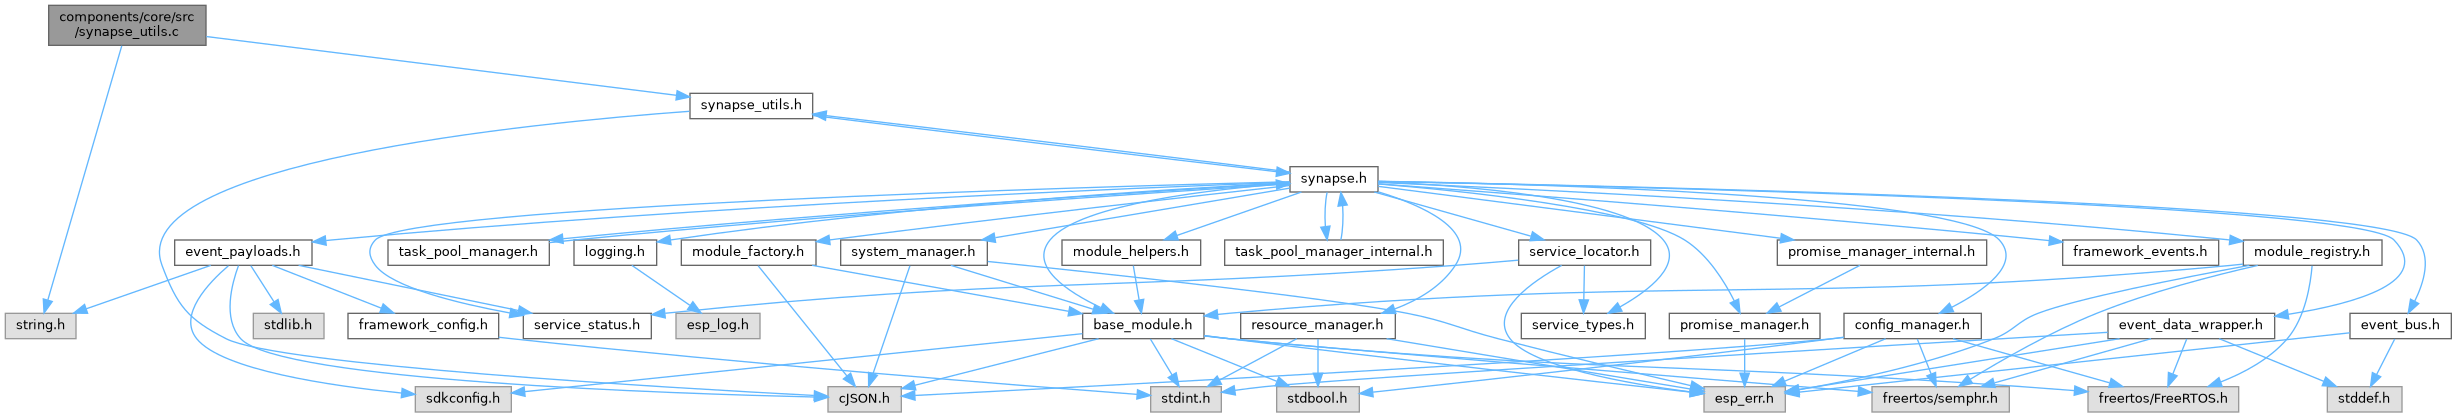 components/core/src
/synapse_utils.c
synapse_utils.h
synapse.h
event_payloads.h
task_pool_manager.h
logging.h
module_factory.h
system_manager.h
module_helpers.h
task_pool_manager_internal.h
service_locator.h
promise_manager_internal.h
framework_events.h
module_registry.h
string.h
stdlib.h
framework_config.h
service_status.h
esp_log.h
base_module.h
resource_manager.h
service_types.h
promise_manager.h
config_manager.h
event_data_wrapper.h
event_bus.h
sdkconfig.h
cJSON.h
stdint.h
stdbool.h
esp_err.h
freertos/semphr.h
freertos/FreeRTOS.h
stddef.h